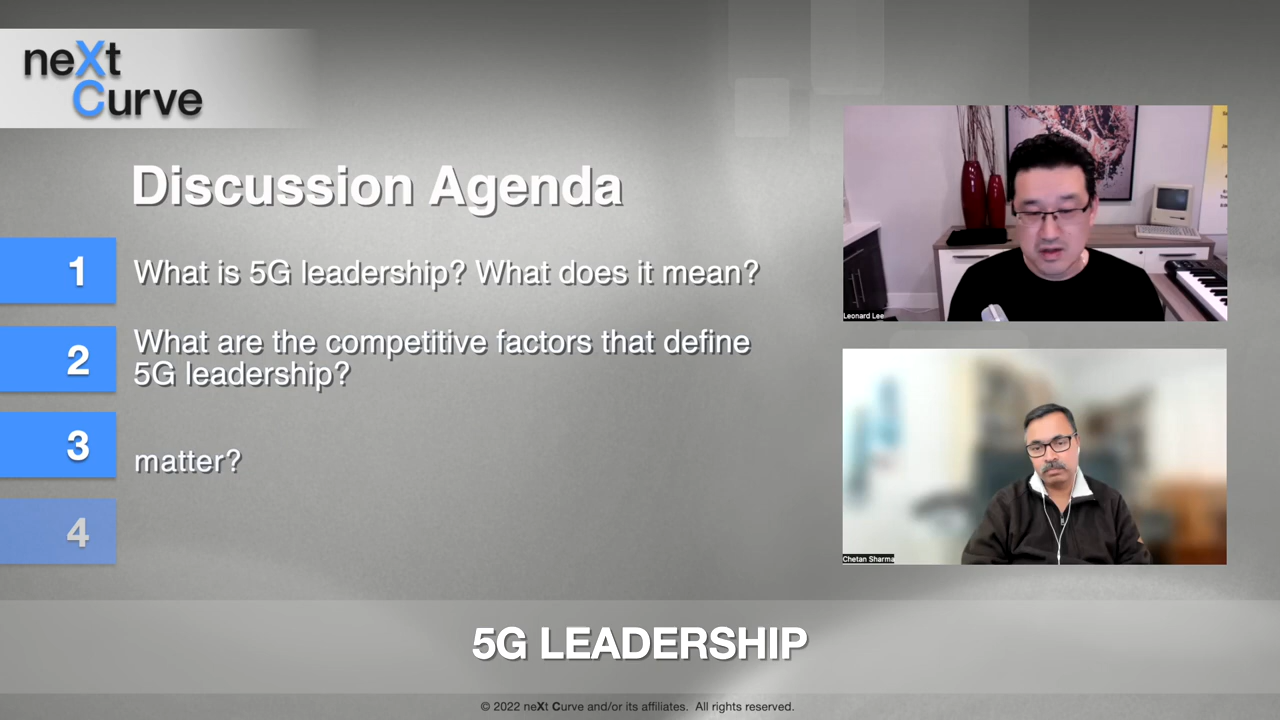 neXt
Curve
Discussion Agenda
1
What is 5G leadership? What does it mean?
2
What are the competitive factors that define
5G leadership?
3
matter?
4
Leonard Lee
Chetan Sharma
5G LEADERSHIP
© 2022 neXt Curve and/or its affiliates. All rights reserved.